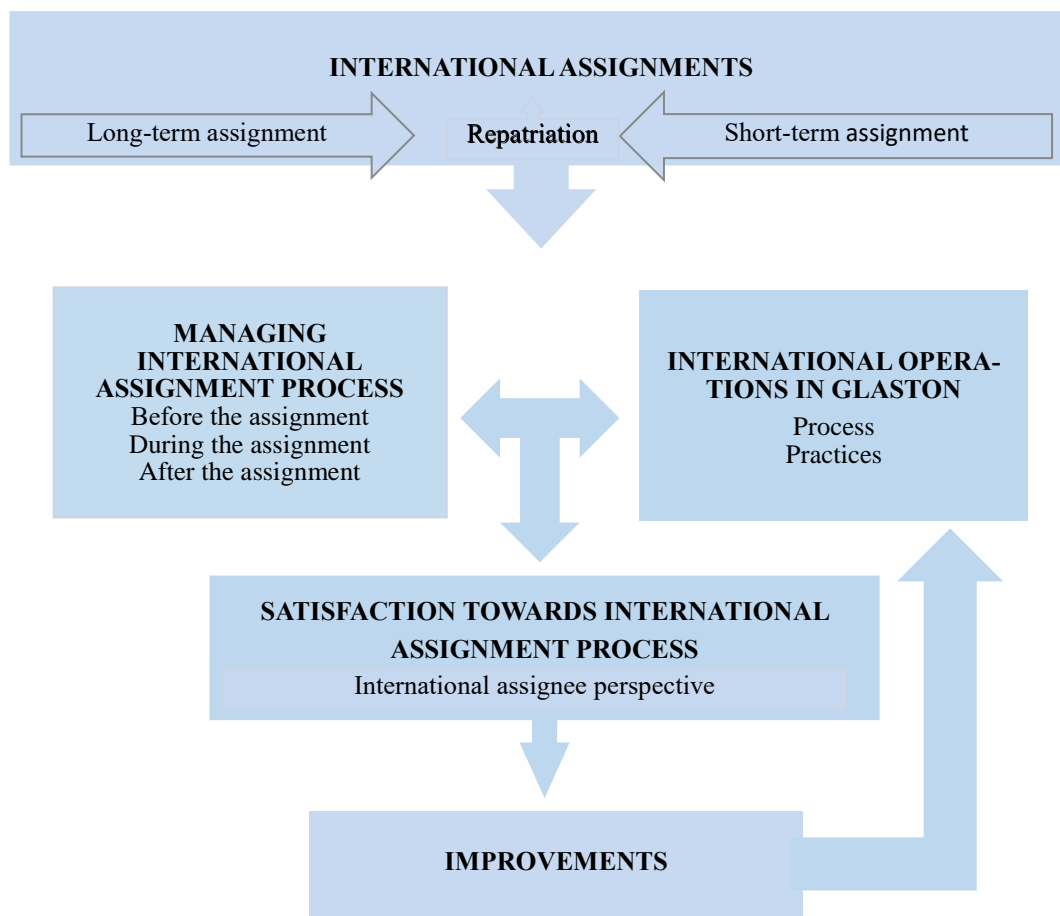 INTERNATIONAL ASSIGNMENTS
Long-term assignment
Repatriation
Short-term assignment
MANAGING
INTERNATIONAL
ASSIGNMENT PROCESS
Before the assignment
During the assignment
After the assignment
INTERNATIONAL OPERA-
TIONS IN GLASTON
Process
Practices
SATISFACTION TOWARDS INTERNATIONAL
ASSIGNMENT PROCESS
International assignee perspective
IMPROVEMENTS